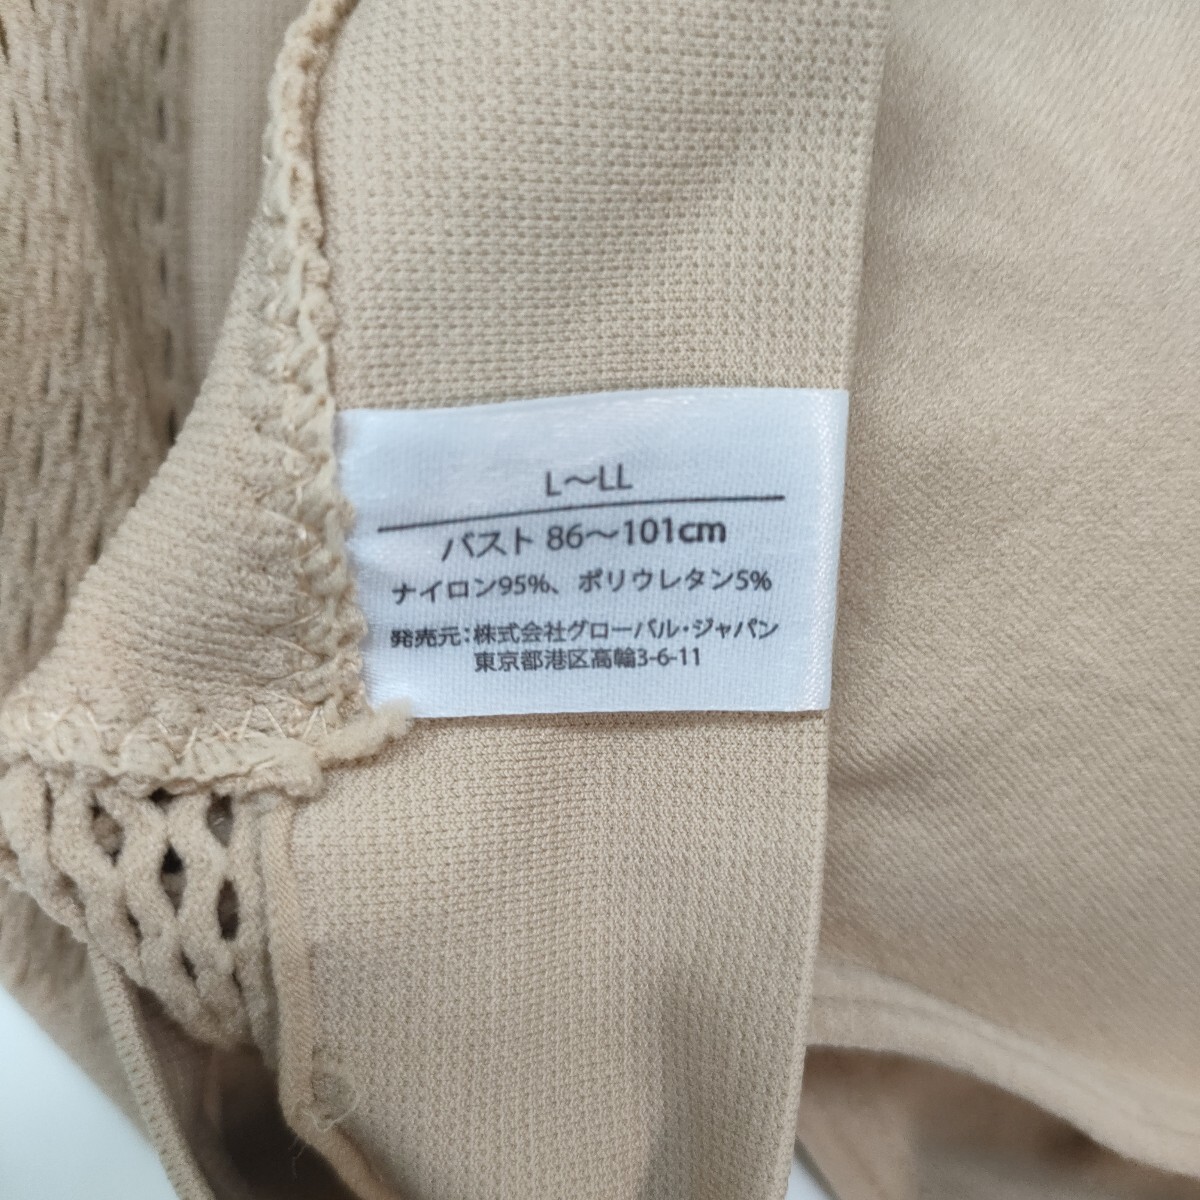 L〜LL
バスト 86〜101cm
ナイロン95%、ポリウレタン5%
発売元：株式会社グローバル・ジャパン
東京都港区高輪3-6-11